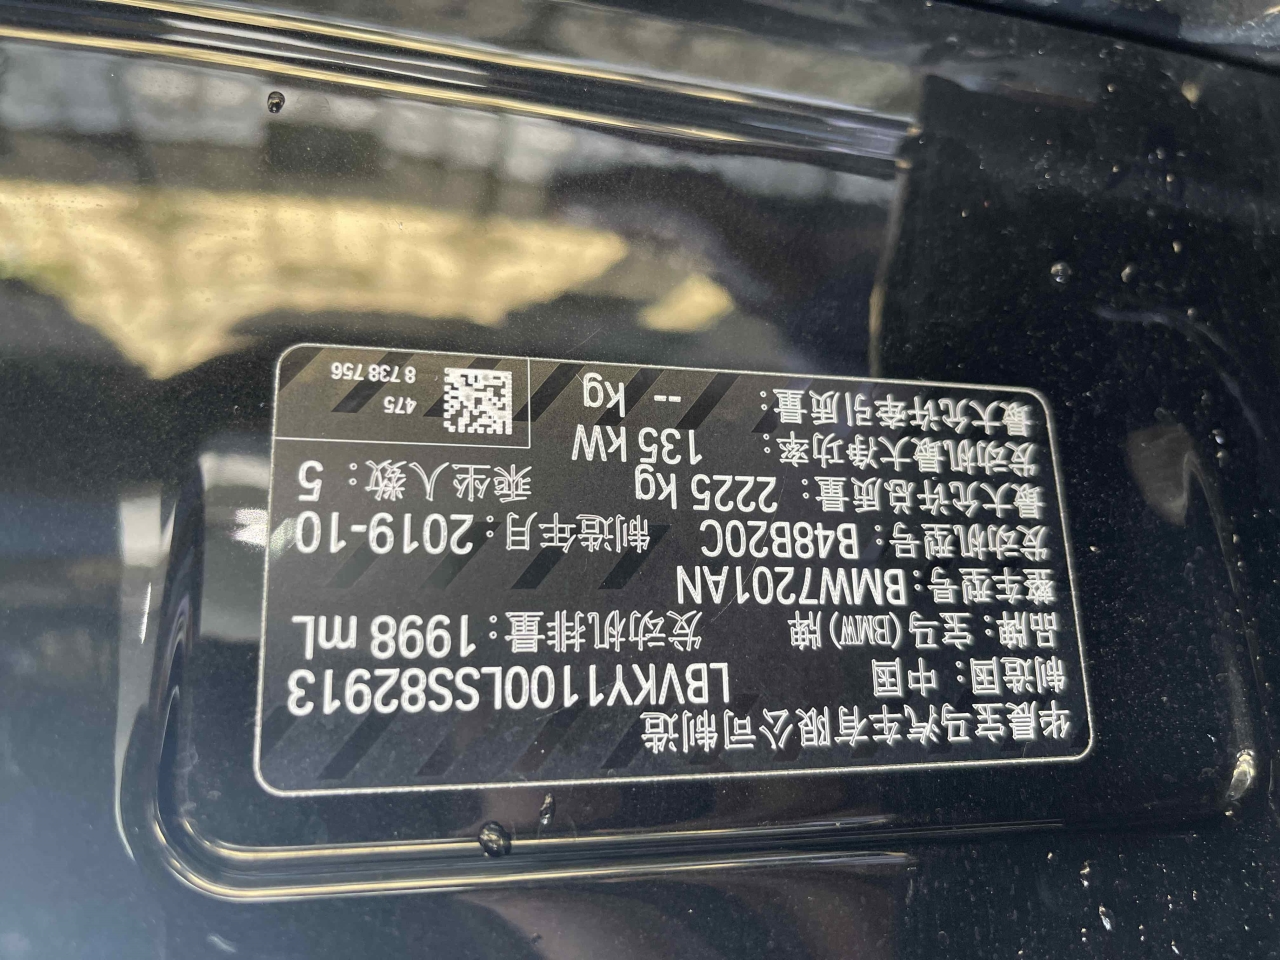 华晨宝马汽车有限公司制造
制造国：中国 LBVKY1100LSS82913
品牌：宝马(BMW)牌 发动机排量：1998 mL
整车型号：BMW7201AN
发动机型号：B48B20C 制造年月：2019-10
最大允许总质量：2225 kg 乘坐人数：5
发动机最大净功率：135 kW
最大允许牵引质量：-- kg
475
8 738 756